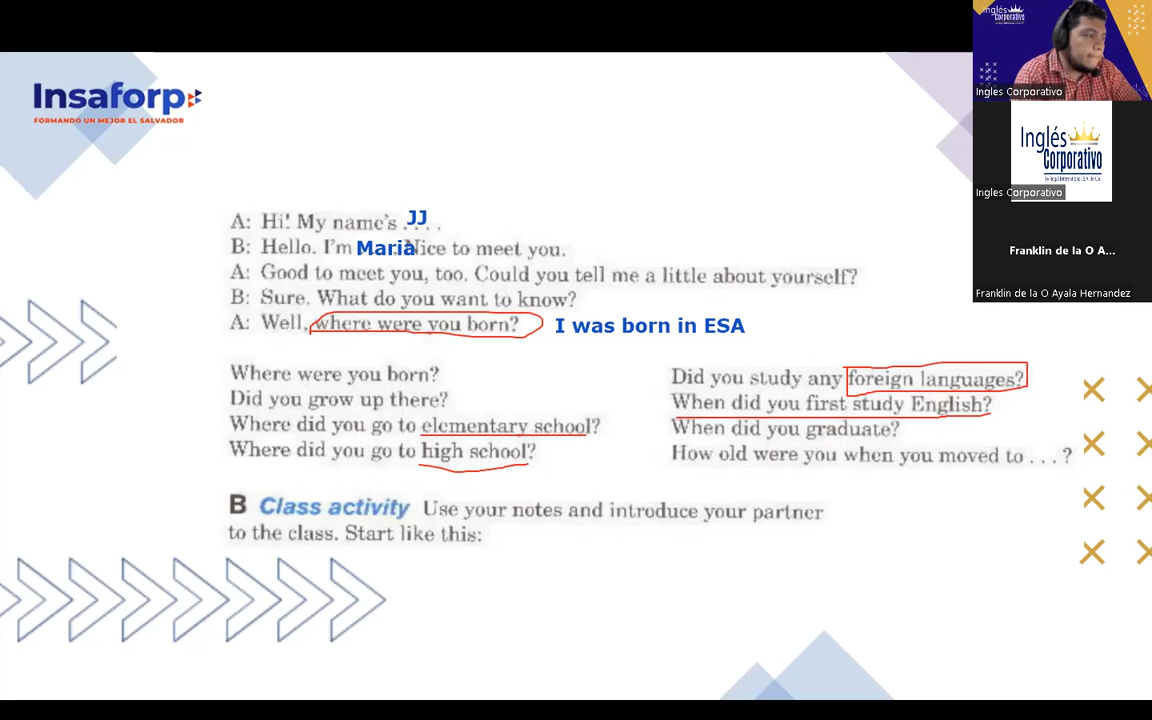 Insaforp
FORMANDO UN MEJOR EL SALVADOR
A: Hi! My name's JJ . . . .
B: Hello. I'm Maria Nice to meet you.
A: Good to meet you, too. Could you tell me a little about yourself?
B: Sure. What do you want to know?
A: Well, where were you born? I was born in ESA
Where were you born?
Did you grow up there?
Where did you go to elementary school?
Where did you go to high school?
Did you study any foreign languages?
When did you first study English?
When did you graduate?
How old were you when you moved to . . . ?
B Class activity Use your notes and introduce your partner
to the class. Start like this:
Inglés
Corporativo
Ingles Corporativo
Inglés
Corporativo
Ingles Corporativo
Franklin de la O A...
Franklin de la O Ayala Hernandez